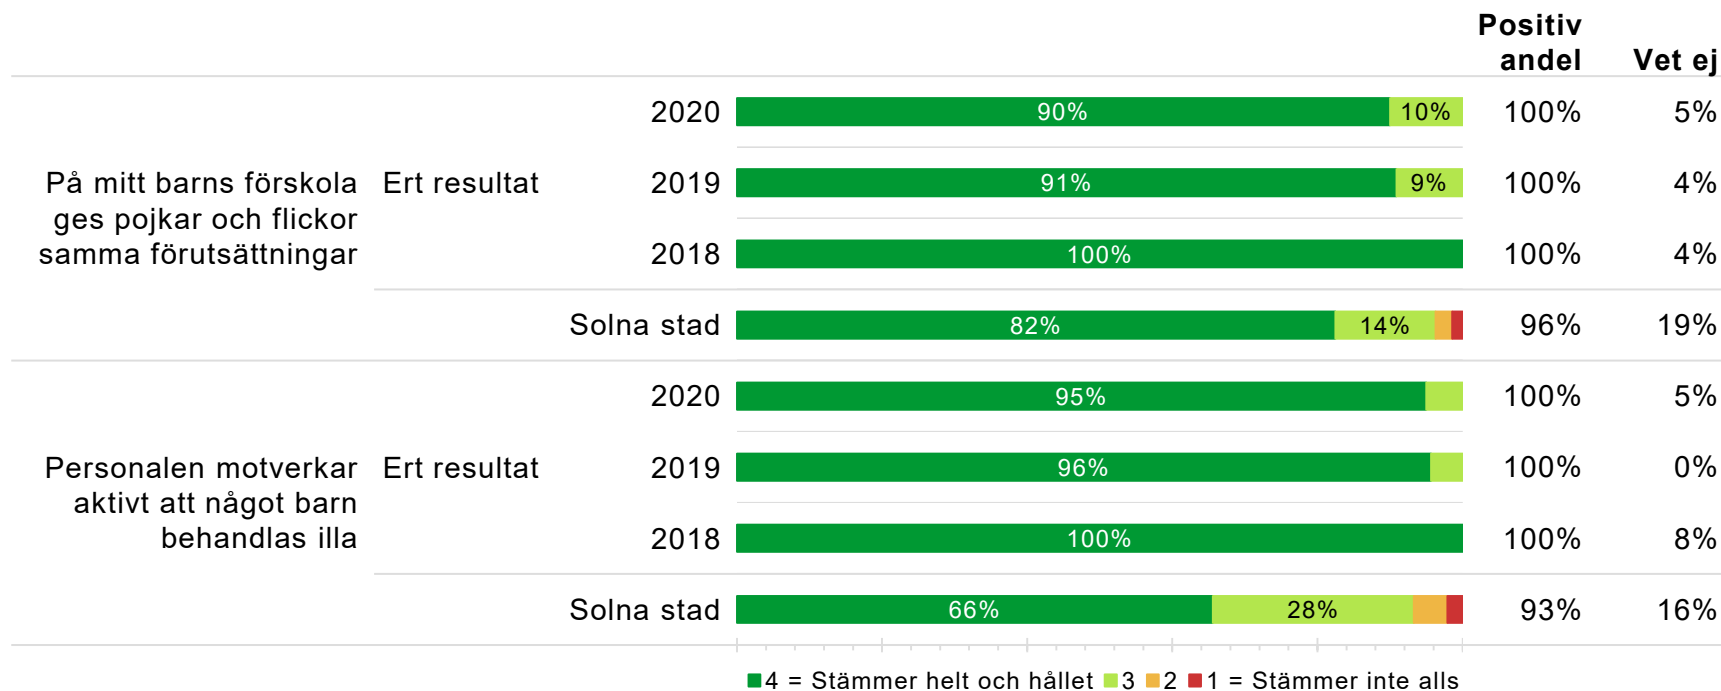 Positiv andel Vet ej
2020 90% 10% 100% 5%
På mitt barns förskola Ert resultat 2019 91% 9% 100% 4%
ges pojkar och flickor
samma förutsättningar 2018 100% 100% 4%
Solna stad 82% 14% 96% 19%
2020 95% 100% 5%
Personalen motverkar Ert resultat 2019 96% 100% 0%
aktivt att något barn
behandlas illa 2018 100% 100% 8%
Solna stad 66% 28% 93% 16%
4 = Stämmer helt och hållet 3 2 1 = Stämmer inte alls